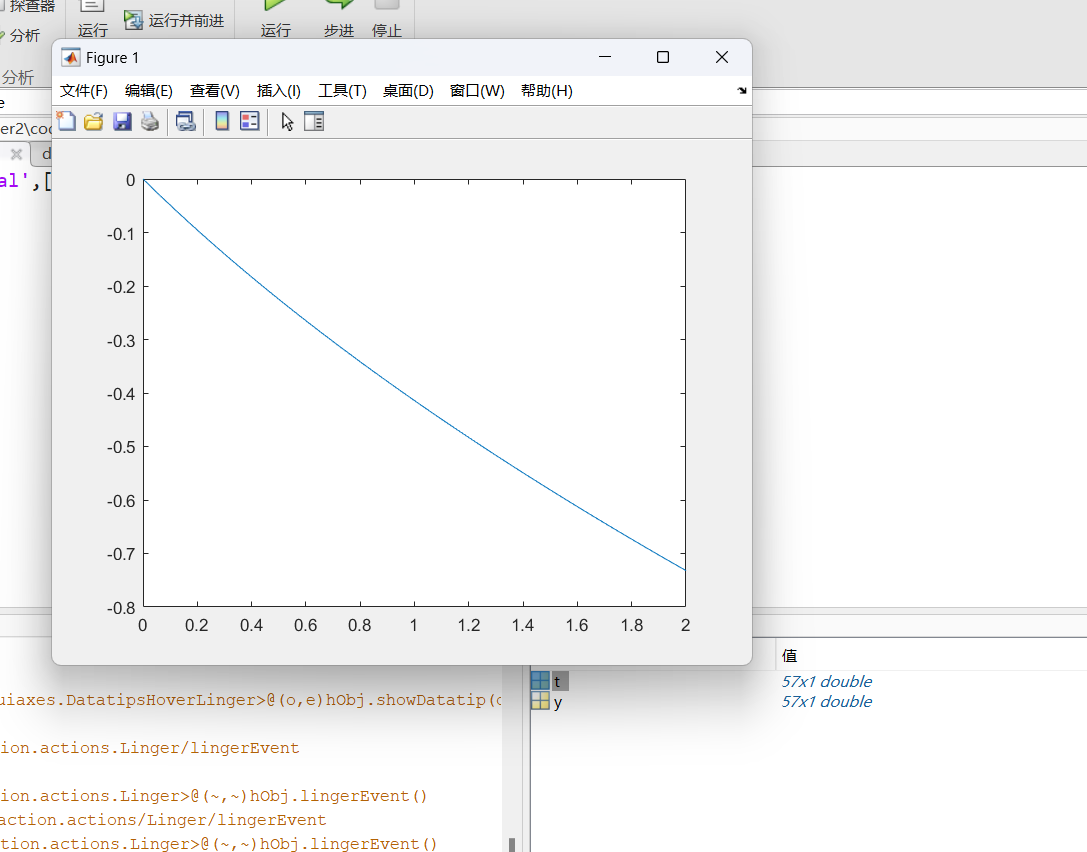 探查器
分析
运行
运行并前进
运行
步进
停止
分析
e
er2\coc
d
al',[
Figure 1
文件(F) 编辑(E) 查看(V) 插入(I) 工具(T) 桌面(D) 窗口(W) 帮助(H)
0
-0.1
-0.2
-0.3
-0.4
-0.5
-0.6
-0.7
-0.8
0 0.2 0.4 0.6 0.8 1 1.2 1.4 1.6 1.8 2
值
t 57x1 double
y 57x1 double
uiaxes.DatatipsHoverLinger>@(o,e)hObj.showDatatip(
ion.actions.Linger/lingerEvent
ion.actions.Linger>@(~,~)hObj.lingerEvent()
action.actions/Linger/lingerEvent
tion.actions.Linger>@(~,~)hObj.lingerEvent()